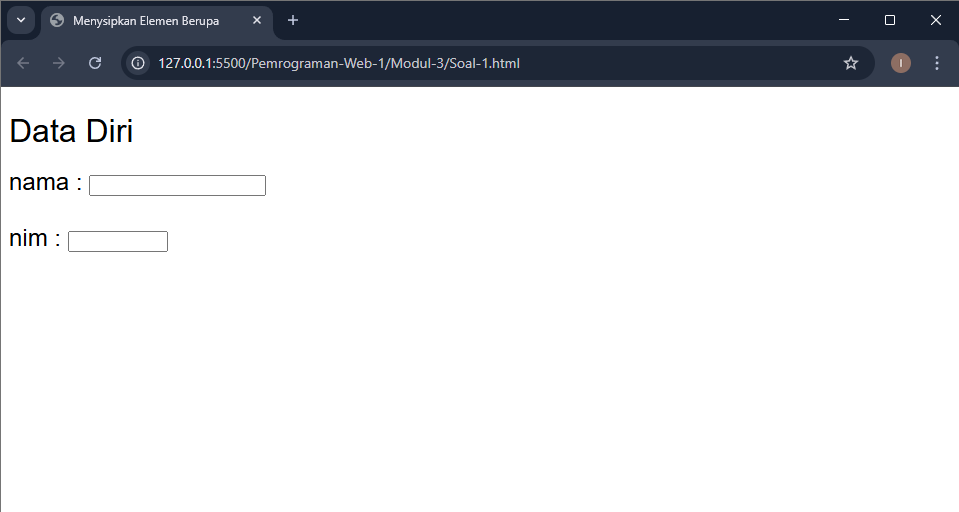 Menysipkan Elemen Berupa
127.0.0.1:5500/Pemrograman-Web-1/Modul-3/Soal-1.html
I
Data Diri
nama :
nim :